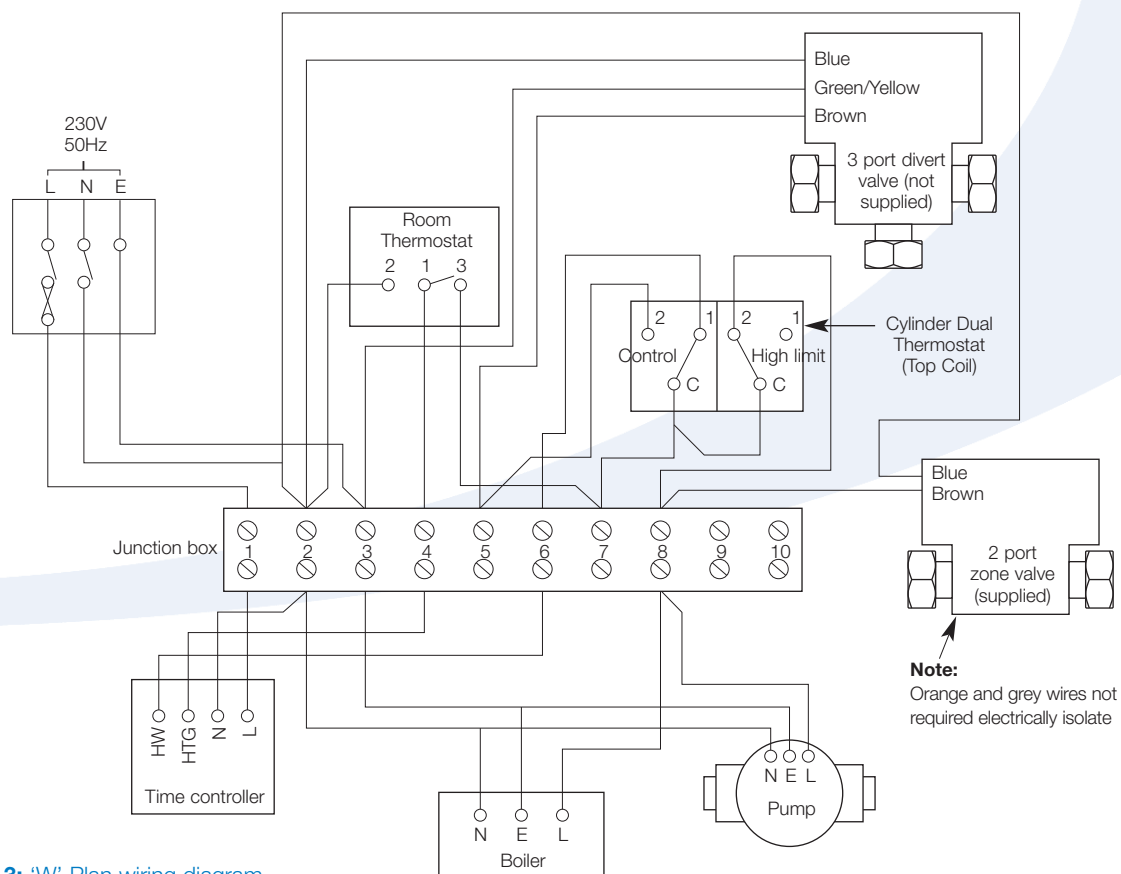 Blue
Green/Yellow
Brown
3 port divert
valve (not
supplied)
230V
50Hz
L N E
Room
Thermostat
2 1 3
2 1 2 1
Control High limit
C C
Cylinder Dual
Thermostat
(Top Coil)
Blue
Brown
2 port
zone valve
(supplied)
Note:
Orange and grey wires not
required electrically isolate
Junction box
1 2 3 4 5 6 7 8 9 10
HW HTG N L
Time controller
N E L
Boiler
N E L
Pump
3: ‘W’ Plan wiring diagram